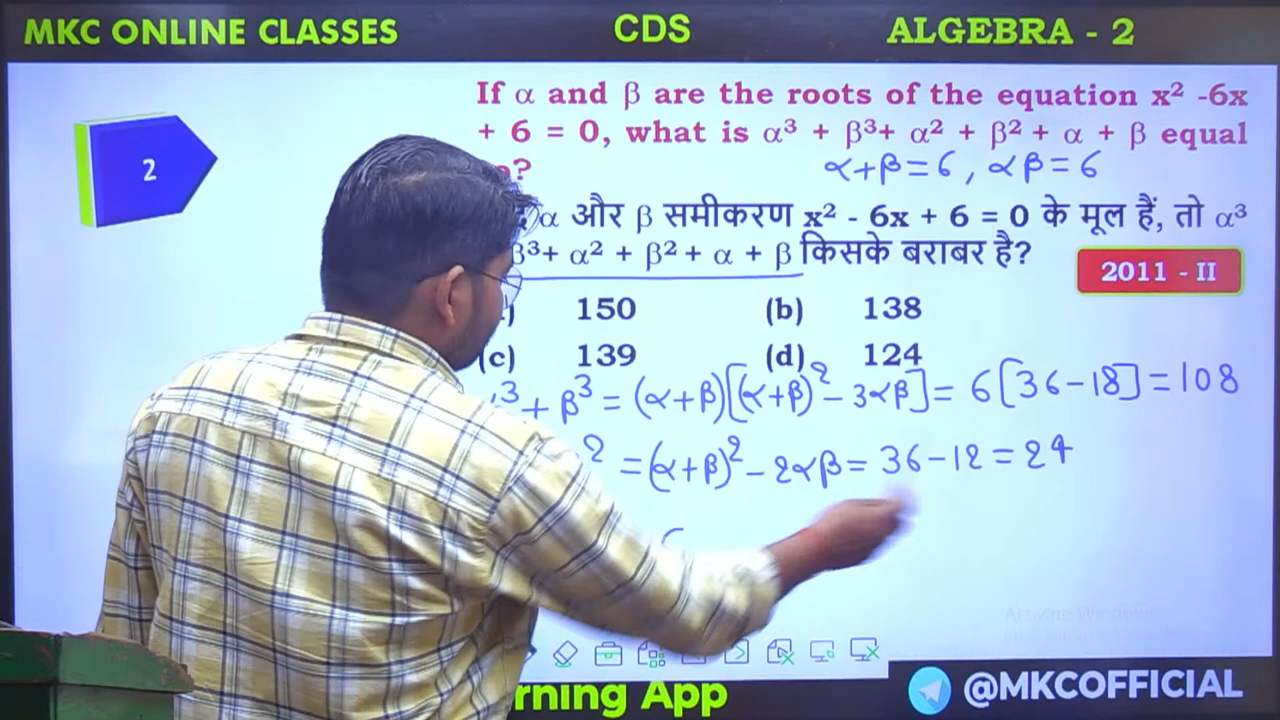 MKC ONLINE CLASSES CDS ALGEBRA - 2
2
If α and β are the roots of the equation x² -6x
+ 6 = 0, what is α³ + β³+ α² + β² + α + β equal
?
α+β=6, αβ=6
α और β समीकरण x² - 6x + 6 = 0 के मूल हैं, तो α³
β³+ α² + β² + α + β किसके बराबर है?
2011 - II
150 (b) 138
(c) 139 (d) 124
³ + β³ = (α+β)[(α+β)² - 3αβ] = 6[36-18] = 108
² = (α+β)² - 2αβ = 36-12 = 24
rning App
@MKCOFFICIAL